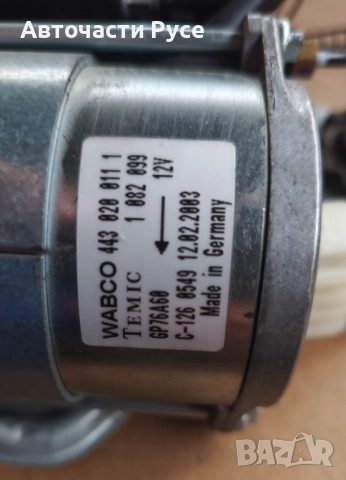 Авточасти Русе
WABCO 443 020 011 1
TEMIC 1 082 099
GP76A60 ← 12V
C-126 0549 12.02.2003
Made in Germany
BAZAR